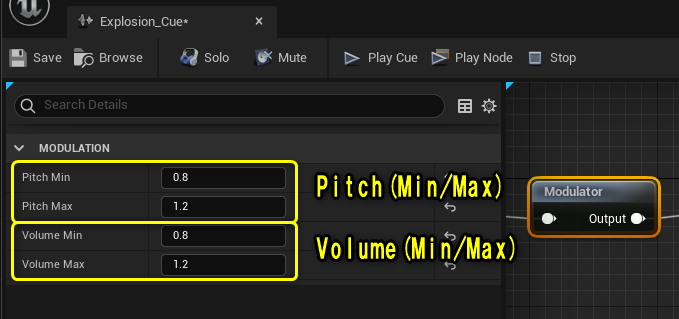 Explosion_Cue*
Save Browse Solo Mute Play Cue Play Node Stop
Search Details
MODULATION
Pitch Min 0.8
Pitch Max 1.2
Volume Min 0.8
Volume Max 1.2
Pitch(Min/Max)
Volume(Min/Max)
Modulator
Output